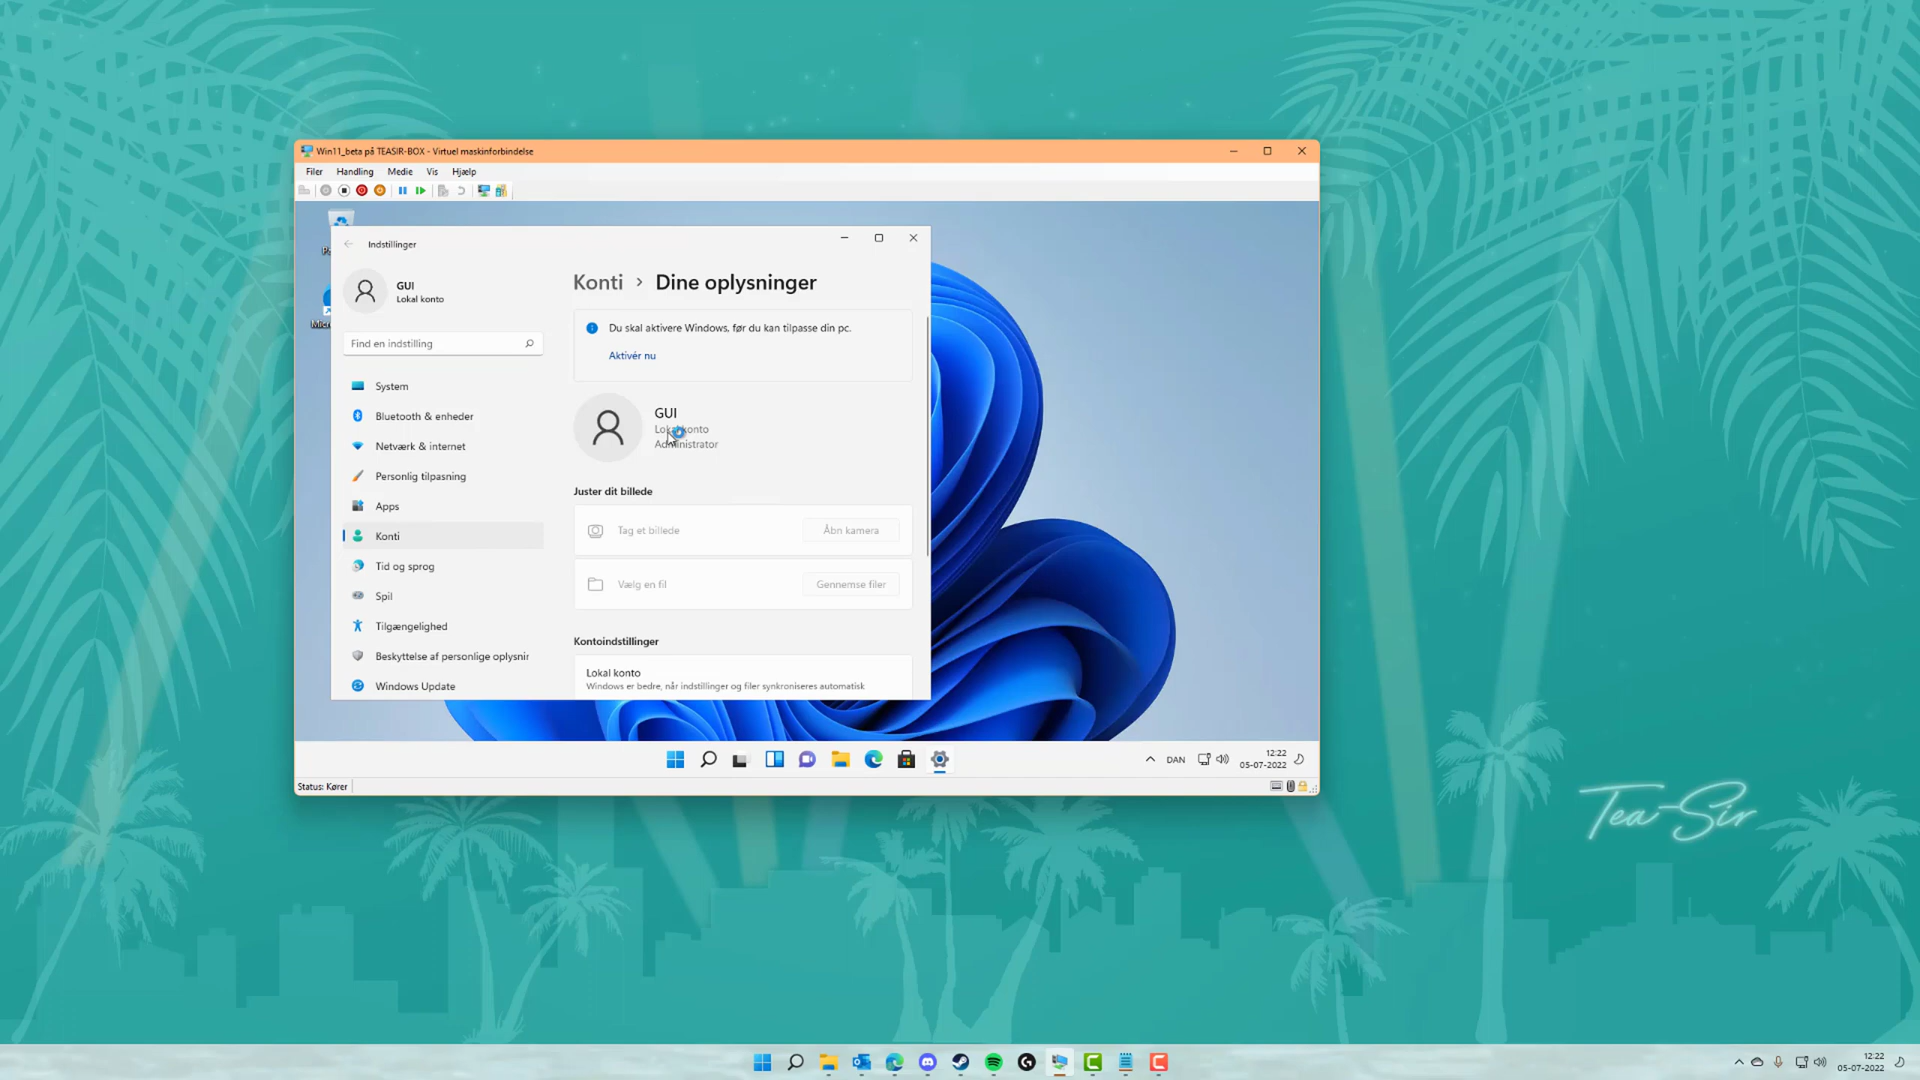 Win11_beta på TEASIR-BOX - Virtuel maskinforbindelse
Filer Handling Medie Vis Hjælp
Indstillinger
GUI
Lokal konto
Find en indstilling
System
Bluetooth & enheder
Netværk & internet
Personlig tilpasning
Apps
Konti
Tid og sprog
Spil
Tilgængelighed
Beskyttelse af personlige oplysnir
Windows Update
Konti > Dine oplysninger
Du skal aktivere Windows, før du kan tilpasse din pc.
Aktivér nu
GUI
Lokal konto
Administrator
Juster dit billede
Tag et billede Åbn kamera
Vælg en fil Gennemse filer
Kontoindstillinger
Lokal konto
Windows er bedre, når indstillinger og filer synkroniseres automatisk
DAN
12:22
05-07-2022
Status: Kører
Tea-Sir
12:22
05-07-2022